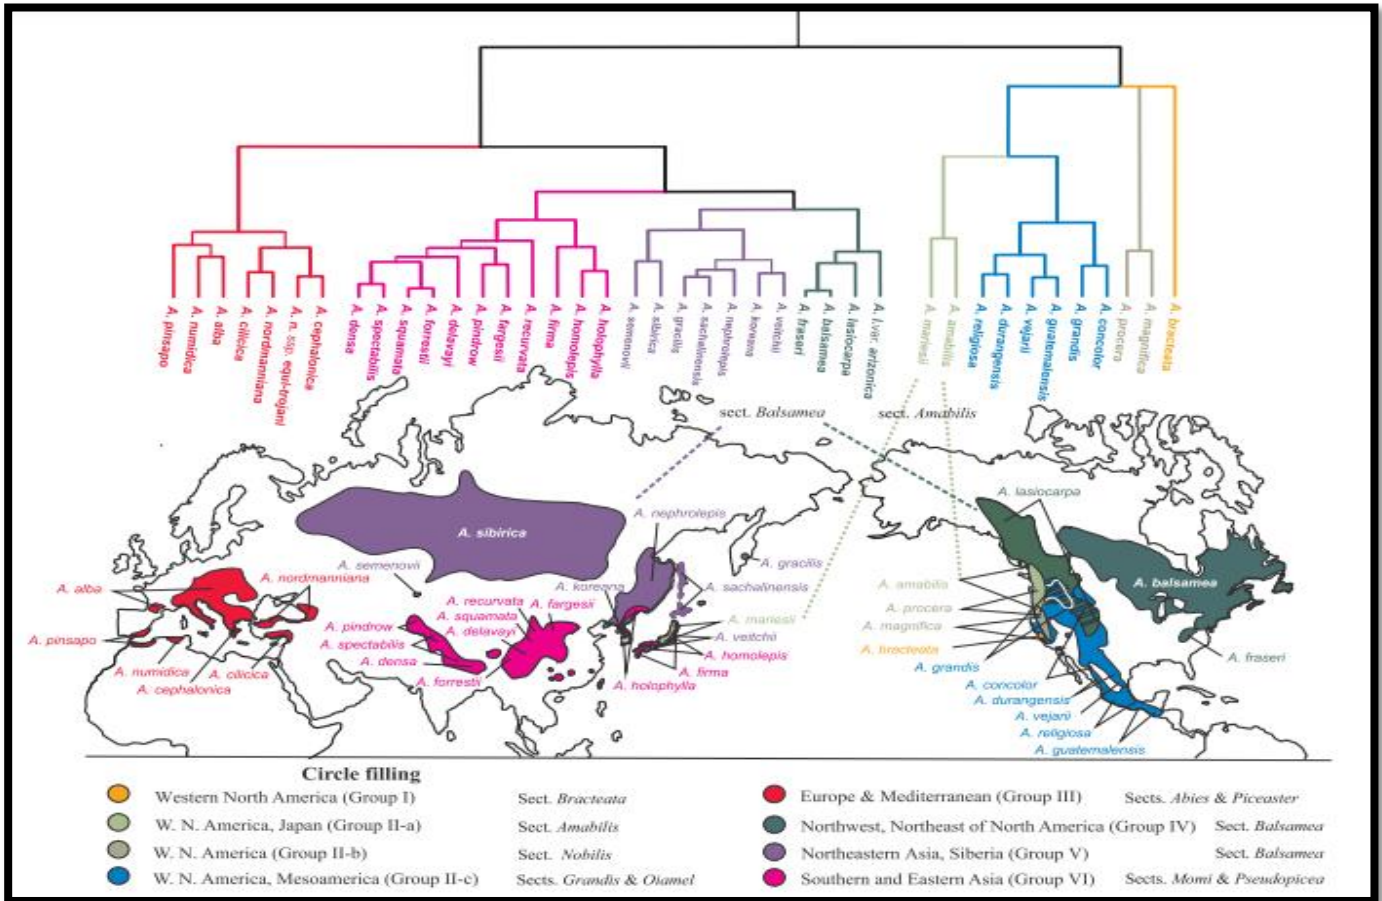 A. pinsapo
A. numidica
A. alba
A. cilicica
A. nordmanniana
A. n. ssp. equi-trojani
A. cephalonica
A. densa
A. spectabilis
A. squamata
A. forrestii
A. delavayi
A. pindrow
A. fargesii
A. recurvata
A. firma
A. homolepis
A. holophylla
A. semenovii
A. sibirica
A. gracilis
A. sachalinensis
A. nephrolepis
A. koreana
A. veitchii
A. fraseri
A. balsamea
A. lasiocarpa
A. l.var. arizonica
A. mariesii
A. amabilis
A. religiosa
A. durangensis
A. vejarii
A. guatemalensis
A. grandis
A. concolor
A. procera
A. magnifica
A. bracteata
sect. Balsamea
sect. Amabilis
A. lasiocarpa
A. nephrolepis
A. sibirica
A. semenovii
A. gracilis
A. alba
A. nordmanniana
A. koreana
A. sachalinensis
A. amabilis
A. balsamea
A. recurvata
A. fargesii
A. squamata
A. procera
A. pindrow
A. delavayi
A. mariesii
A. magnifica
A. pinsapo
A. spectabilis
A. veitchii
A. bracteata
A. densa
A. homolepis
A. fraseri
A. numidica
A. cilicica
A. firma
A. grandis
A. cephalonica
A. forrestii
A. holophylla
A. concolor
A. durangensis
A. vejarii
A. religiosa
A. guatemalensis
Circle filling
Western North America (Group I) Sect. Bracteata
W. N. America, Japan (Group II-a) Sect. Amabilis
W. N. America (Group II-b) Sect. Nobilis
W. N. America, Mesoamerica (Group II-c) Sects. Grandis & Oiamel
Europe & Mediterranean (Group III) Sects. Abies & Piceaster
Northwest, Northeast of North America (Group IV) Sect. Balsamea
Northeastern Asia, Siberia (Group V) Sect. Balsamea
Southern and Eastern Asia (Group VI) Sects. Momi & Pseudopicea